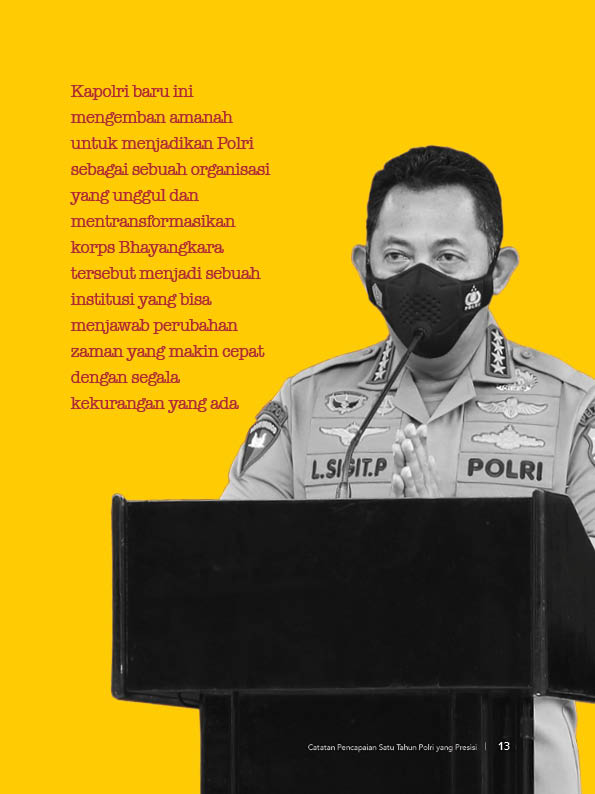 Kapolri baru ini
mengemban amanah
untuk menjadikan Polri
sebagai sebuah organisasi
yang unggul dan
mentransformasikan
korps Bhayangkara
tersebut menjadi sebuah
institusi yang bisa
menjawab perubahan
zaman yang makin cepat
dengan segala
kekurangan yang ada
POLRI
L.SIGIT.P
POLRI
Catatan Pencapaian Satu Tahun Polri yang Presisi | 13